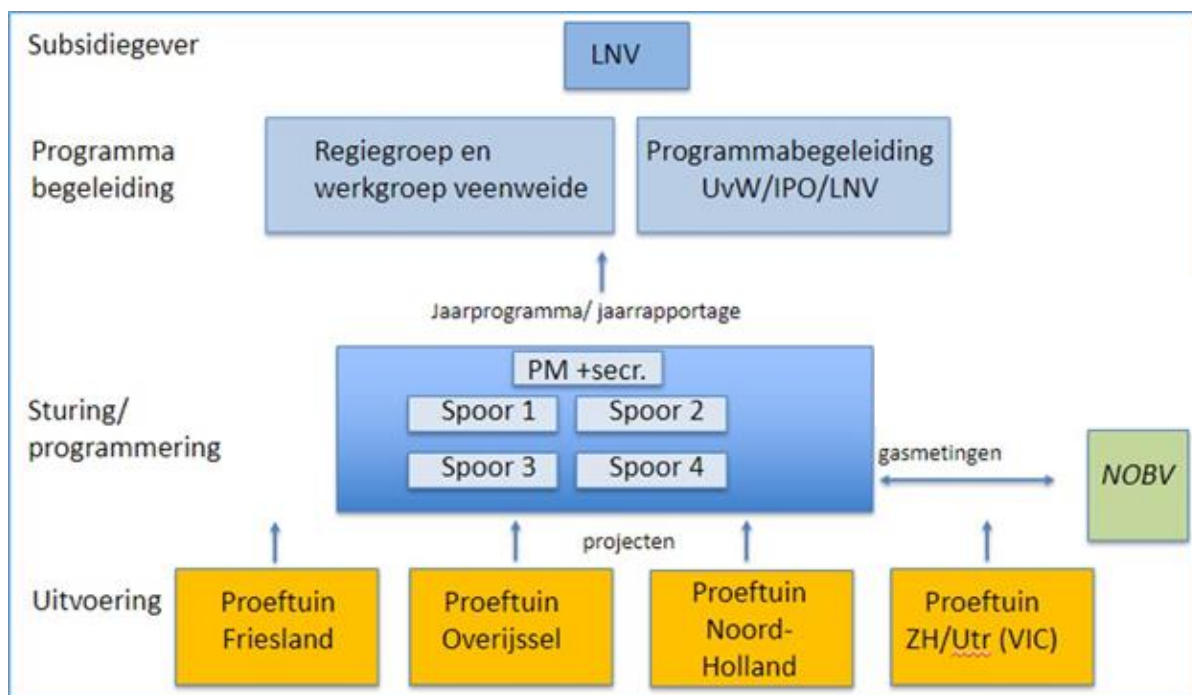 Subsidiegever
LNV
Programma
begeleiding
Regiegroep en
werkgroep veenweide
Programmabegeleiding
UvW/IPO/LNV
Jaarprogramma/ jaarrapportage
Sturing/
programmering
PM +secr.
Spoor 1
Spoor 2
Spoor 3
Spoor 4
gasmetingen
NOBV
projecten
Uitvoering
Proeftuin
Friesland
Proeftuin
Overijssel
Proeftuin
Noord-
Holland
Proeftuin
ZH/Utr (VIC)